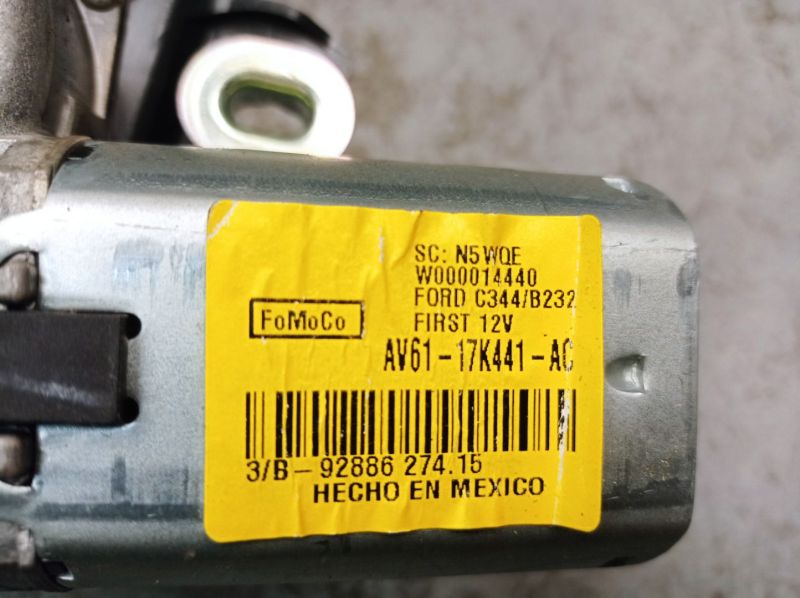 SC: N5WQE
W000014440
FORD C344/B232
FoMoCo
FIRST 12V
AV61-17K441-AC
3/B-92886 274.15
HECHO EN MEXICO